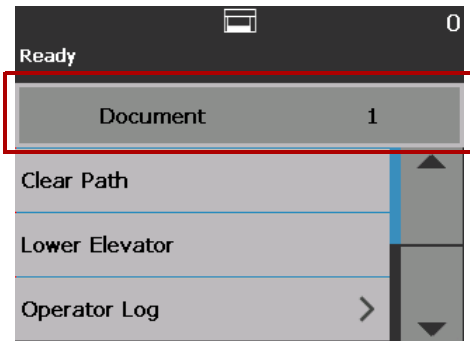 0
Ready
Document 1
Clear Path
Lower Elevator
Operator Log